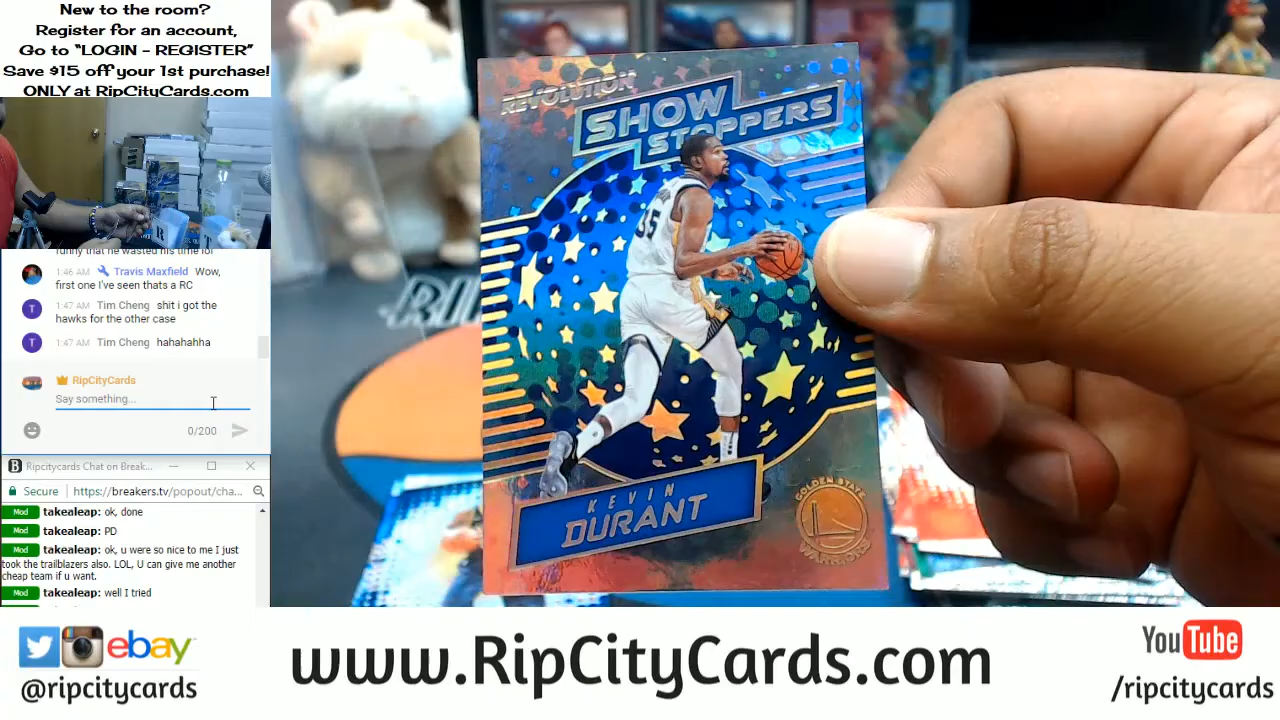 New to the room?
Register for an account,
Go to “LOGIN - REGISTER”
Save $15 off your 1st purchase!
ONLY at RipCityCards.com
funny that he wasted his time lol
1:46 AM Travis Maxfield Wow,
first one I've seen thats a RC
1:47 AM Tim Cheng shit i got the
hawks for the other case
1:47 AM Tim Cheng hahahahha
RipCityCards
Say something...
0/200
Ripcitycards Chat on Break...
Secure https://breakers.tv/popout/cha...
Mod takealeap: ok, done
Mod takealeap: PD
Mod takealeap: ok, u were so nice to me I just
took the trailblazers also. LOL, U can give me another
cheap team if u want.
Mod takealeap: well I tried
REVOLUTION
SHOW
STOPPERS
35
KEVIN
DURANT
GOLDEN STATE
WARRIORS
ebay
@ripcitycards
www.RipCityCards.com
YouTube
/ripcitycards